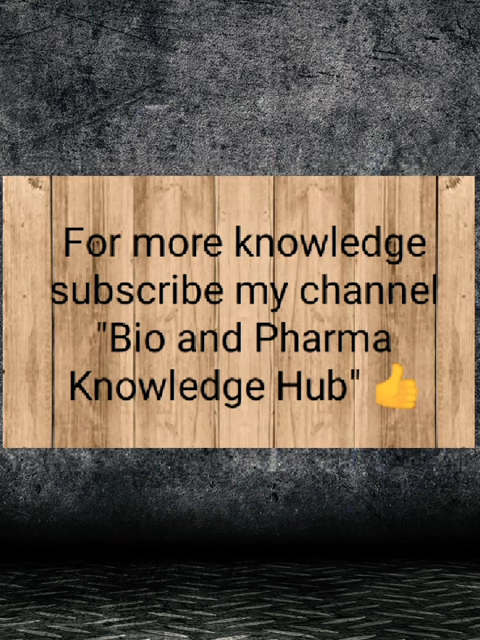 For more knowledge
subscribe my channel
"Bio and Pharma
Knowledge Hub" 👍